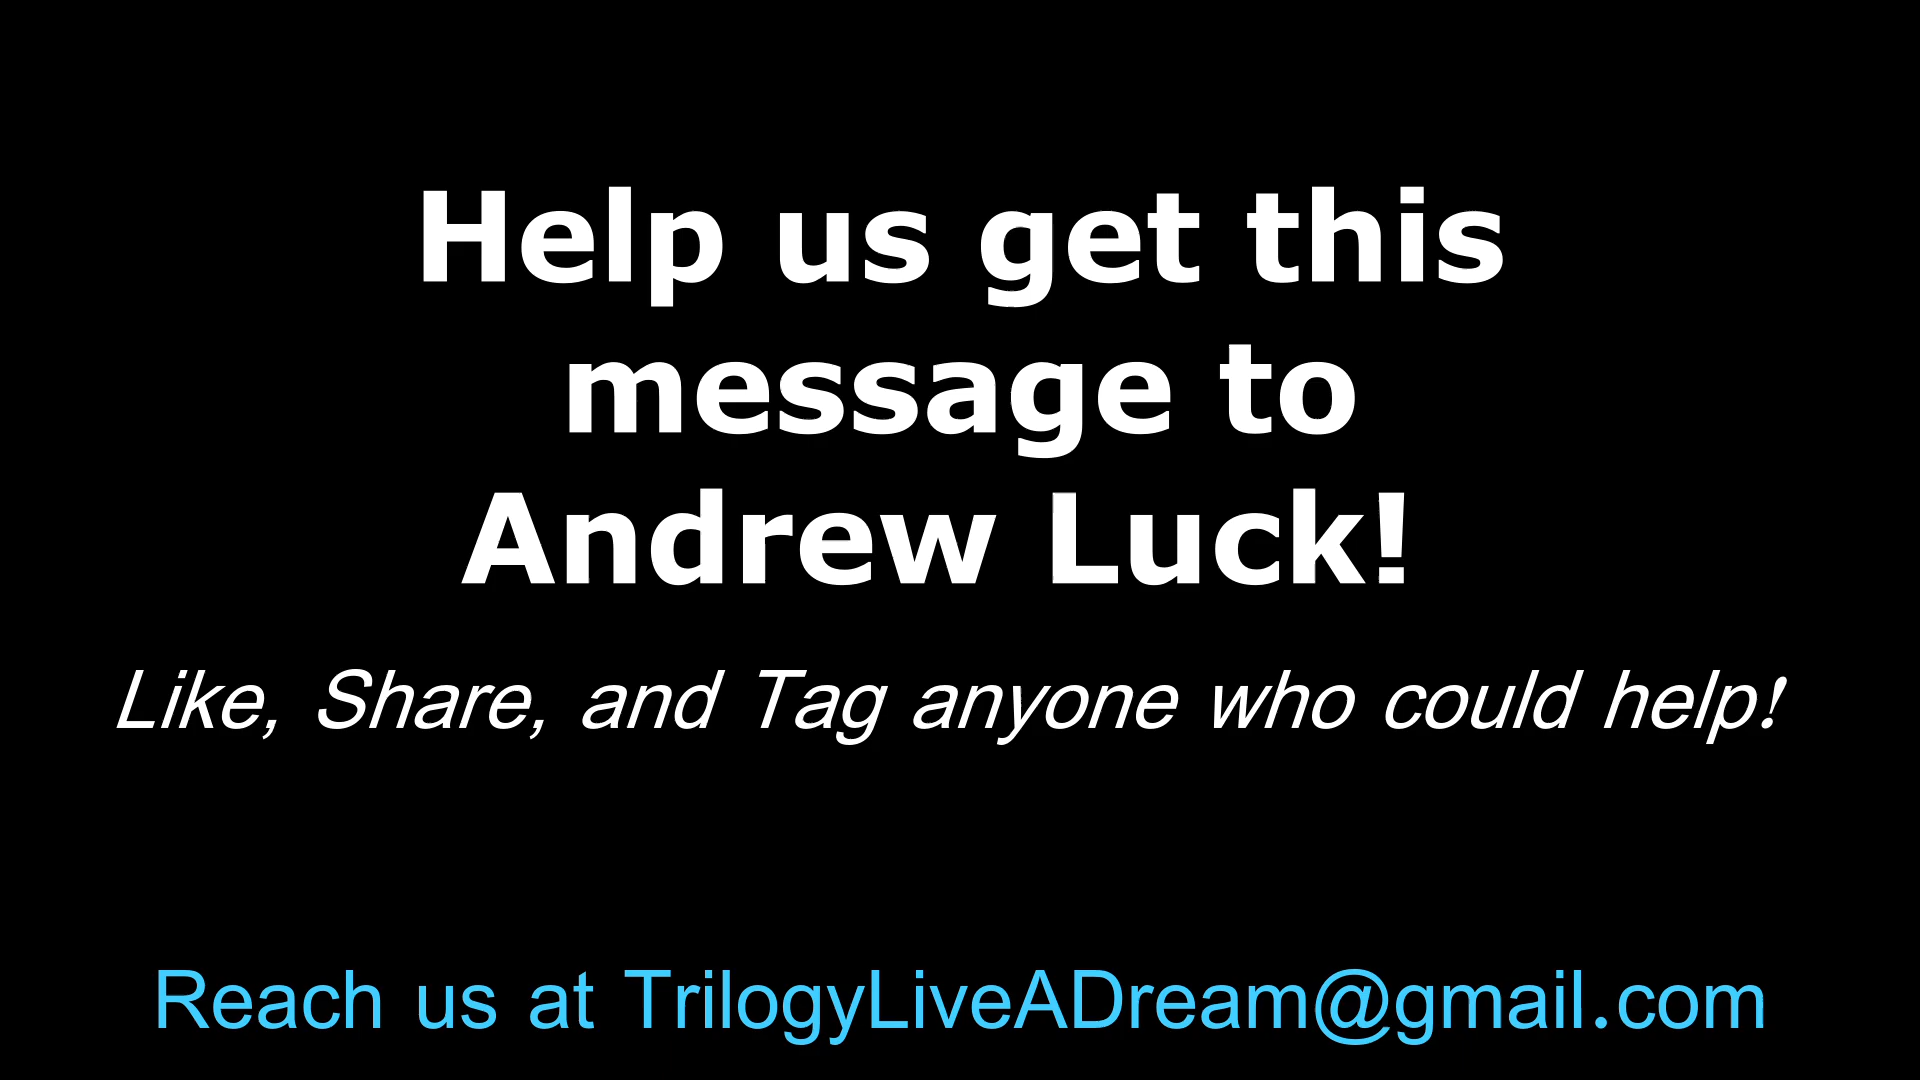 Help us get this
message to
Andrew Luck!
Like, Share, and Tag anyone who could help!
Reach us at TrilogyLiveADream@gmail.com